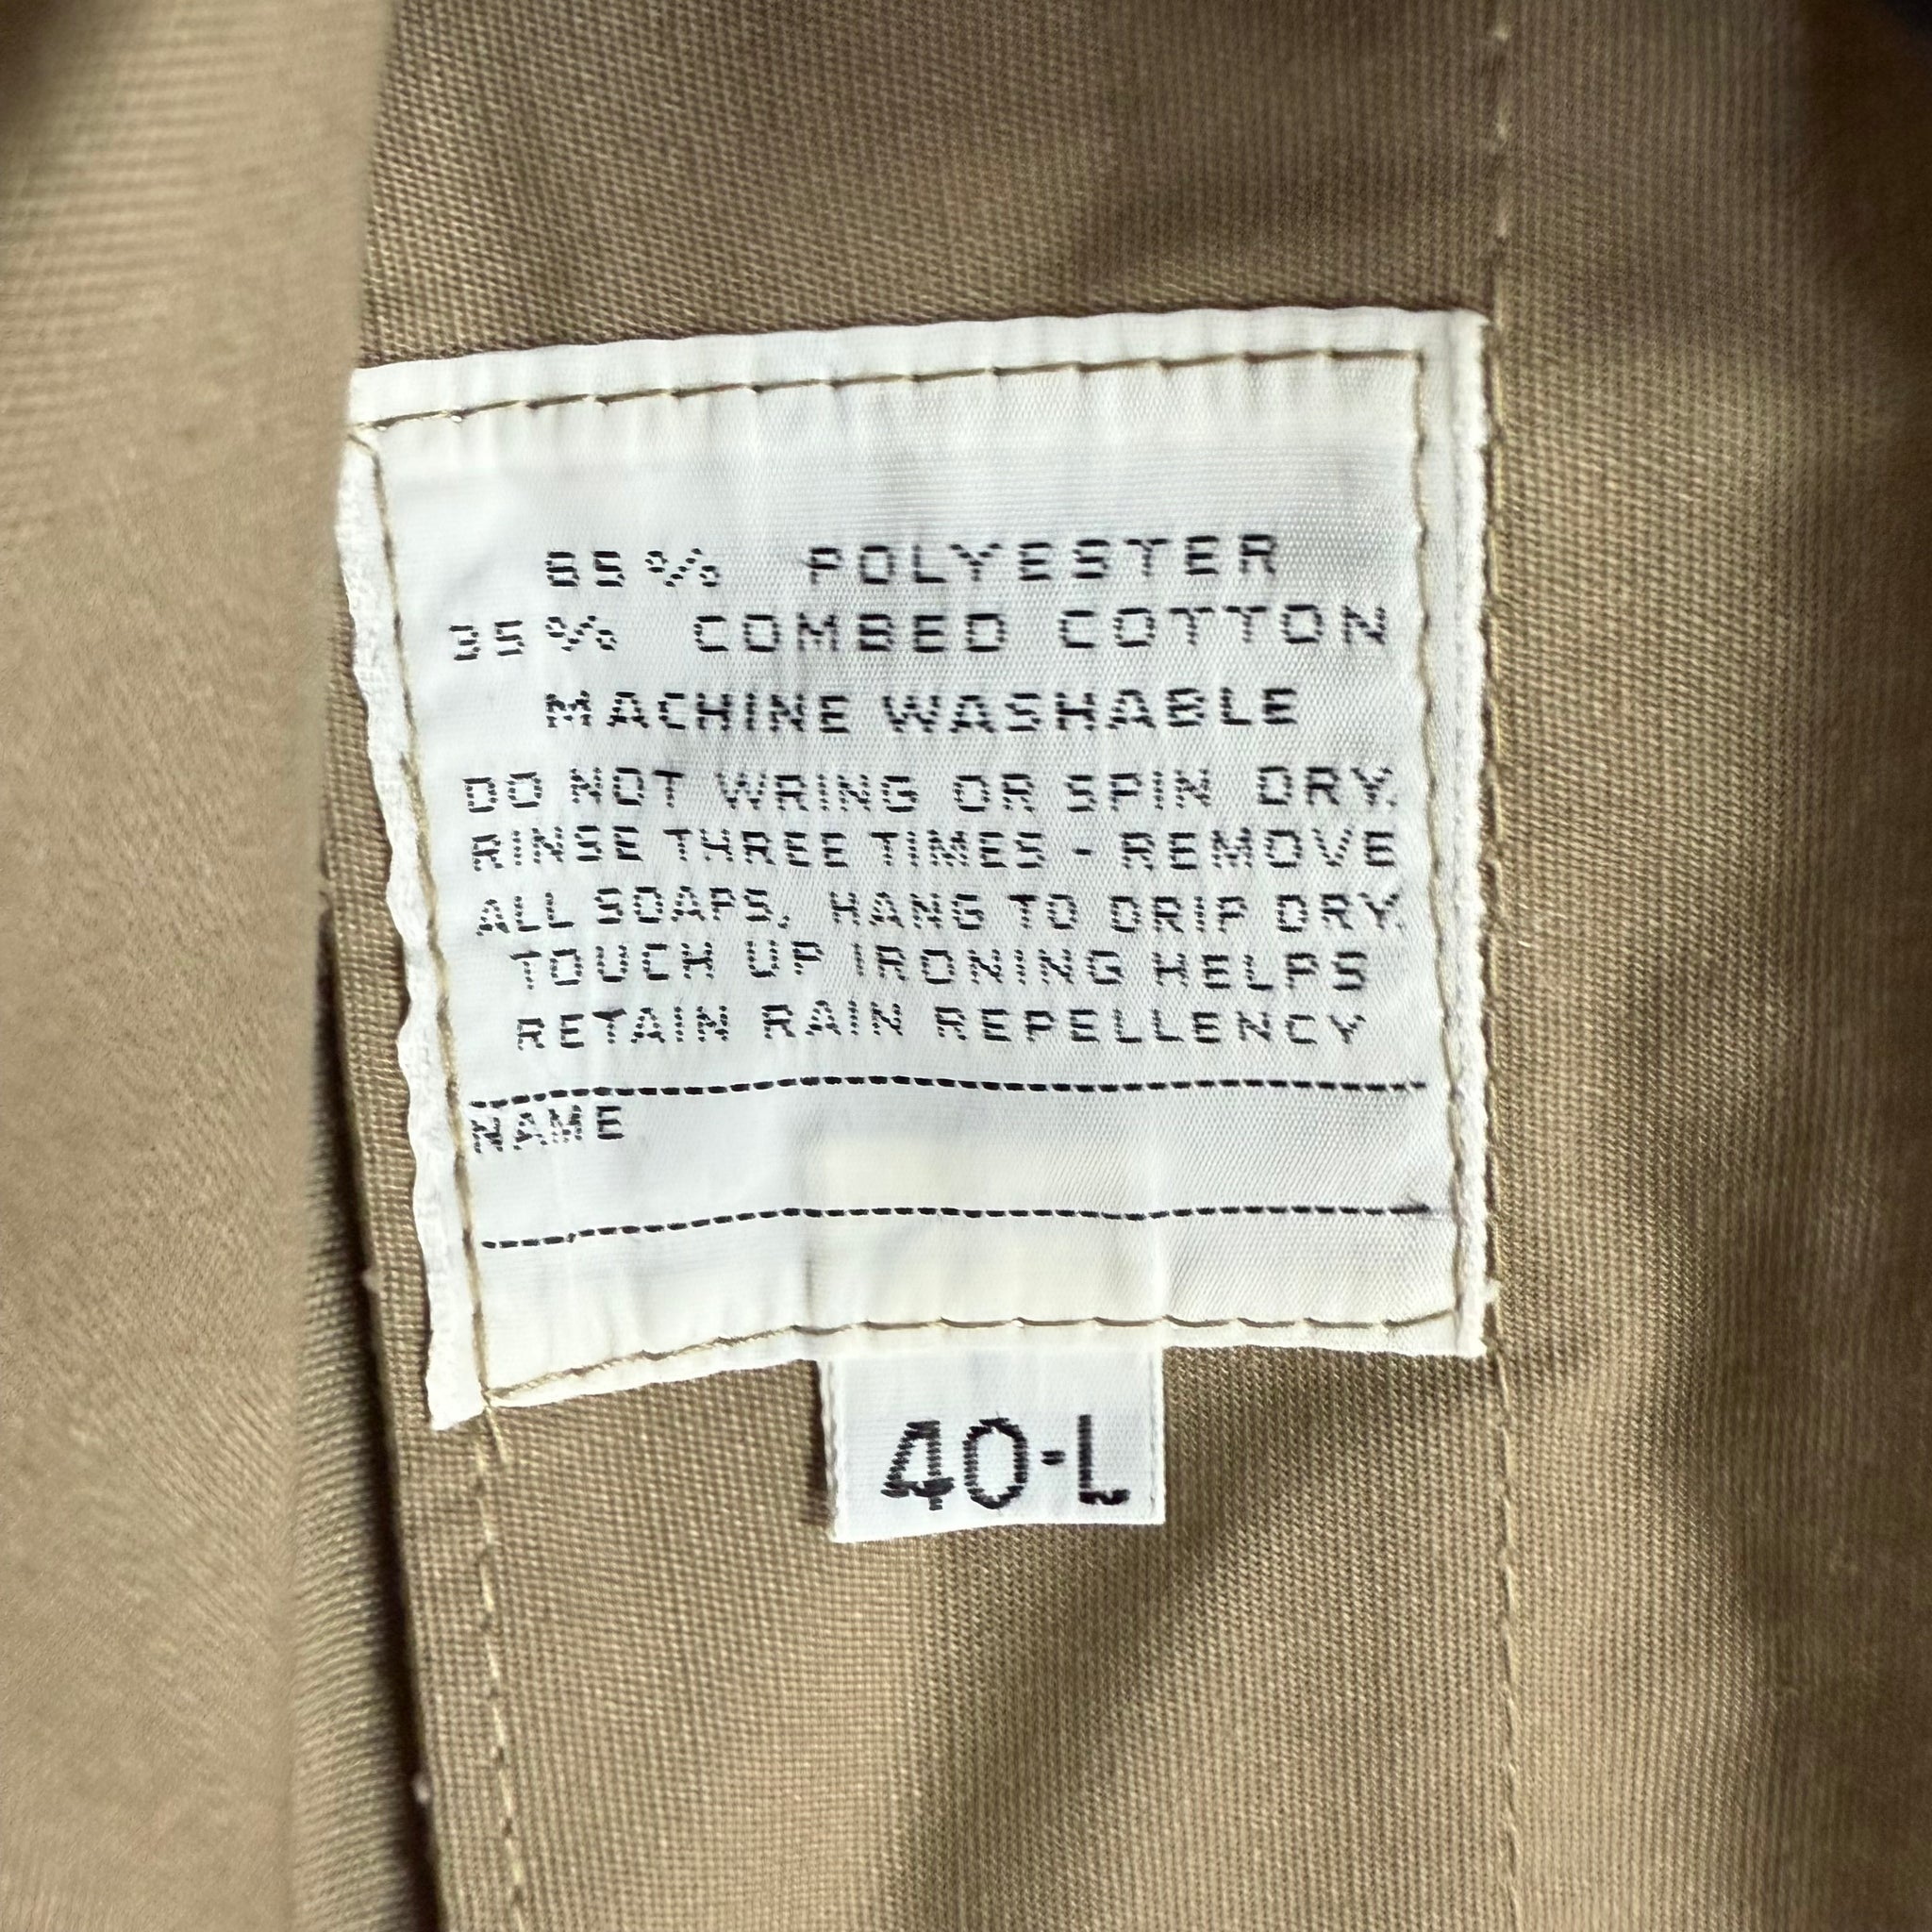 65% POLYESTER
35% COMBED COTTON
MACHINE WASHABLE
DO NOT WRING OR SPIN DRY.
RINSE THREE TIMES - REMOVE
ALL SOAPS, HANG TO DRIP DRY.
TOUCH UP IRONING HELPS
RETAIN RAIN REPELLENCY
NAME
40-L